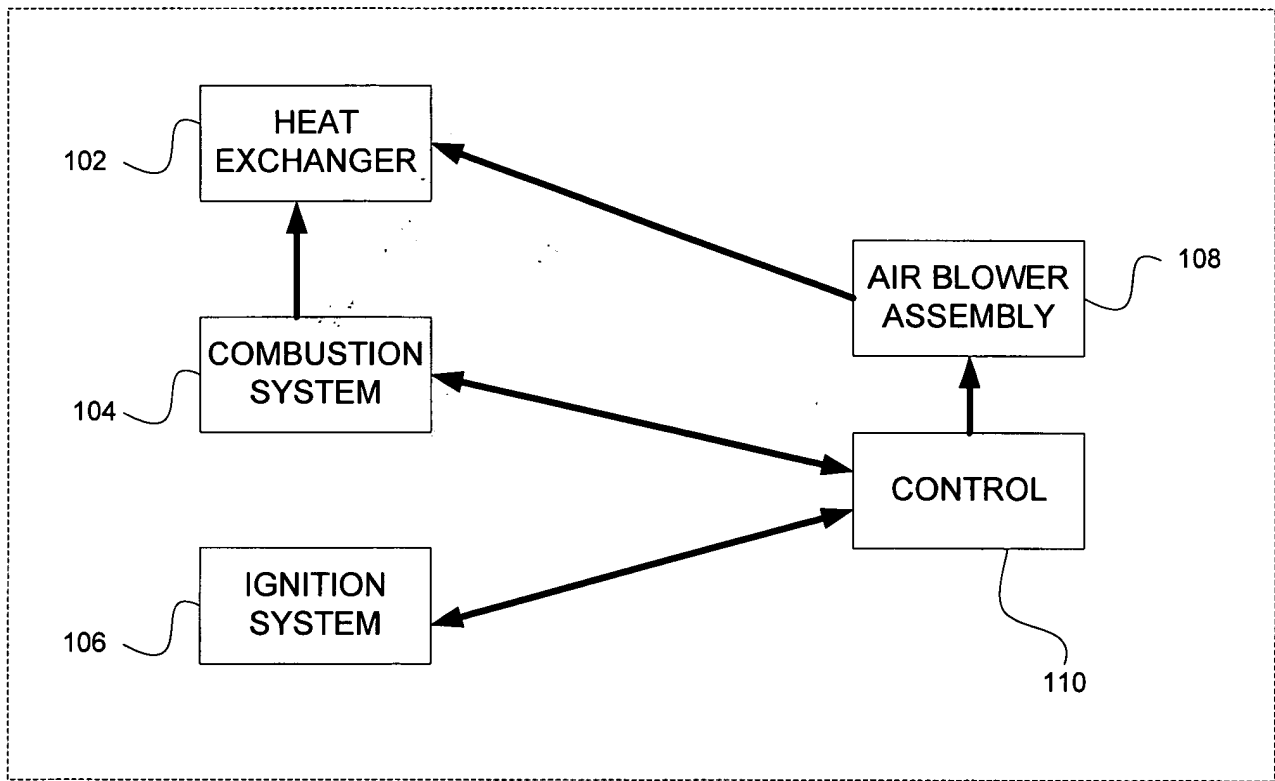 HEAT
EXCHANGER
102
AIR BLOWER
ASSEMBLY
108
COMBUSTION
SYSTEM
104
CONTROL
110
IGNITION
SYSTEM
106